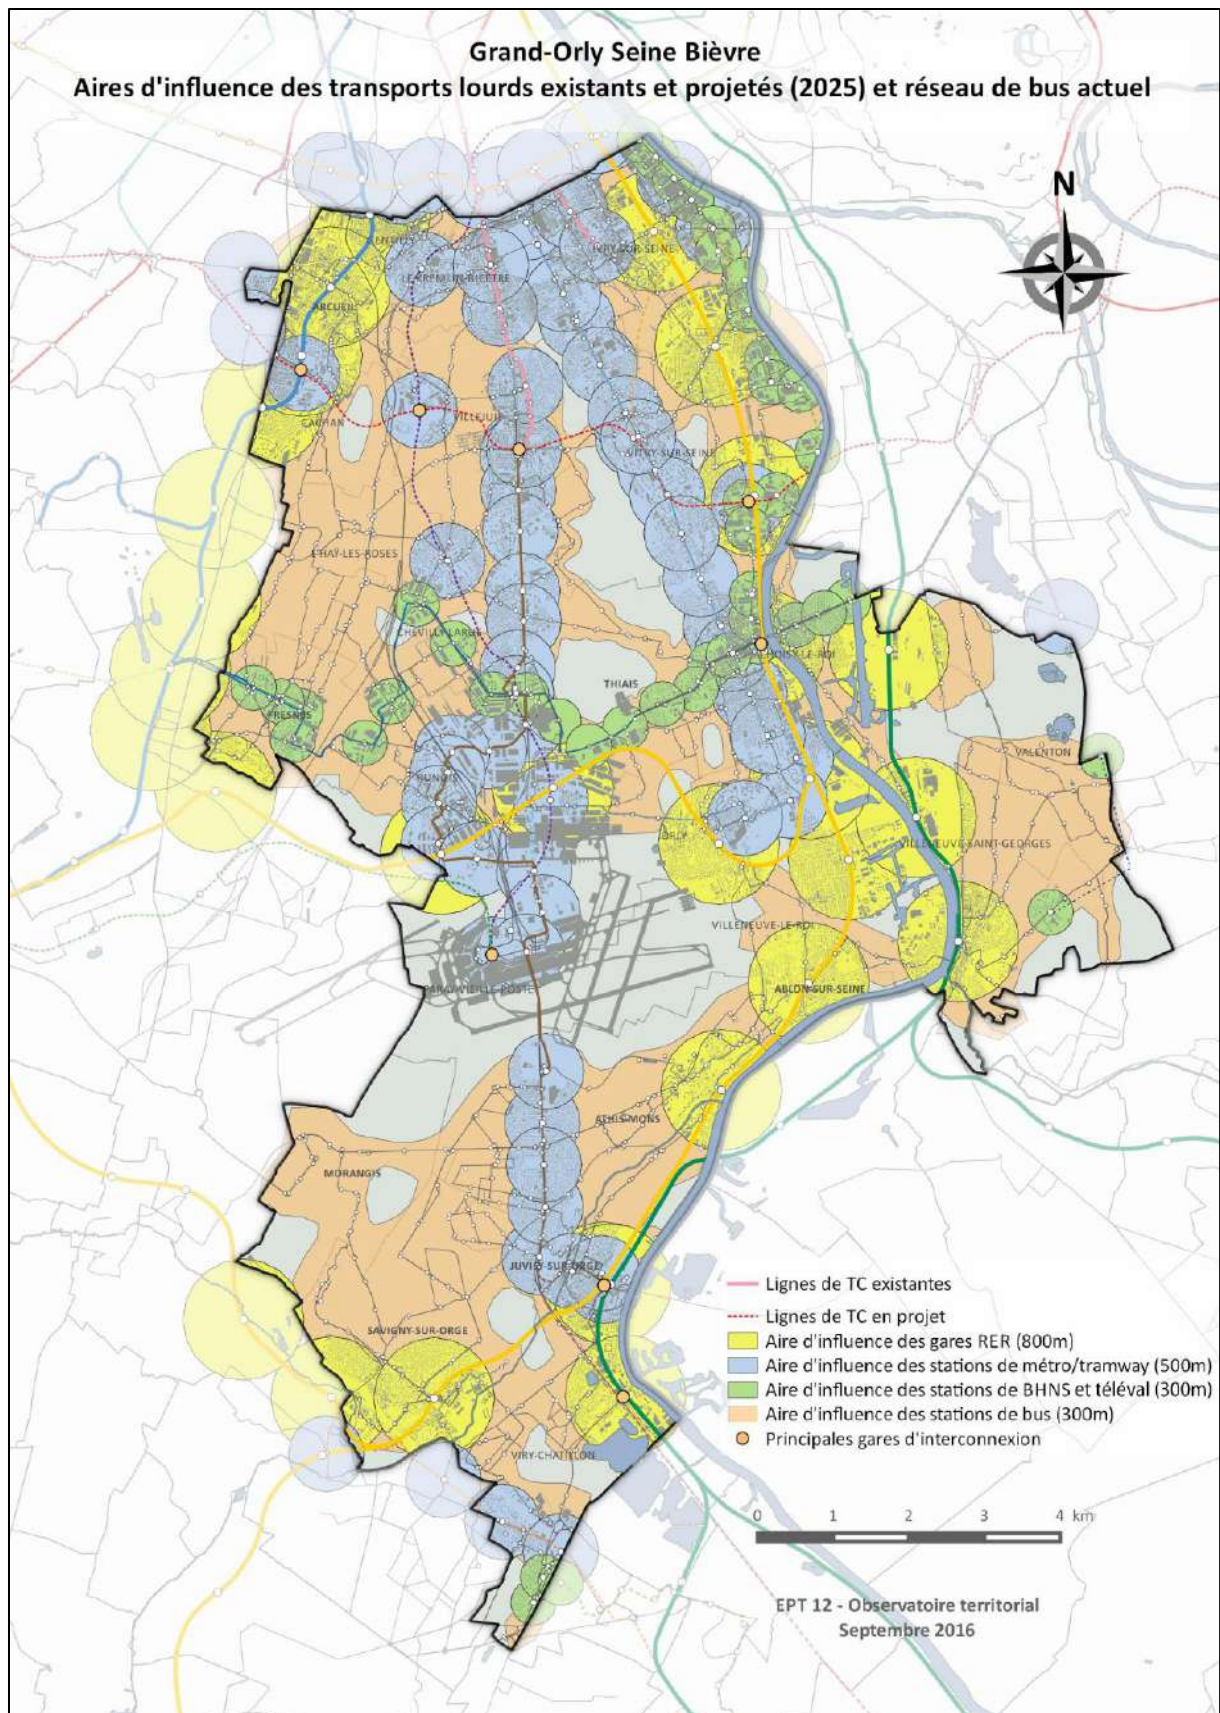 Grand-Orly Seine Bièvre
Aires d'influence des transports lourds existants et projetés (2025) et réseau de bus actuel
N
GENTILLY
IVRY-SUR-SEINE
LE KREMLIN-BICETRE
ARCUEIL
VILLEJUIF
CACHAN
VITRY-SUR-SEINE
L'HAŸ-LES-ROSES
CHEVILLY-LARUE
CHOISY-LE-ROI
THIAIS
FRESNES
VALENTON
RUNGIS
ORLY
VILLENEUVE-SAINT-GEORGES
VILLENEUVE-LE-ROI
PARAY-VIEILLE-POSTE
ABLON-SUR-SEINE
ATHIS-MONS
MORANGIS
JUVISY-SUR-ORGE
SAVIGNY-SUR-ORGE
VIRY-CHATILLON
Lignes de TC existantes
Lignes de TC en projet
Aire d'influence des gares RER (800m)
Aire d'influence des stations de métro/tramway (500m)
Aire d'influence des stations de BHNS et téléval (300m)
Aire d'influence des stations de bus (300m)
Principales gares d'interconnexion
0 1 2 3 4 km
EPT 12 - Observatoire territorial
Septembre 2016